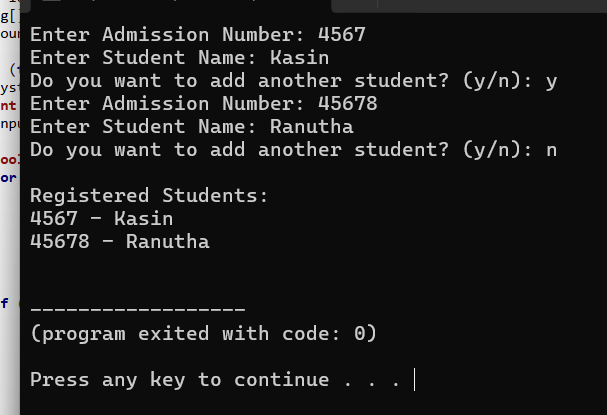 Enter Admission Number: 4567
Enter Student Name: Kasin
Do you want to add another student? (y/n): y
Enter Admission Number: 45678
Enter Student Name: Ranutha
Do you want to add another student? (y/n): n
Registered Students:
4567 - Kasin
45678 - Ranutha
------------------
(program exited with code: 0)
Press any key to continue . . .